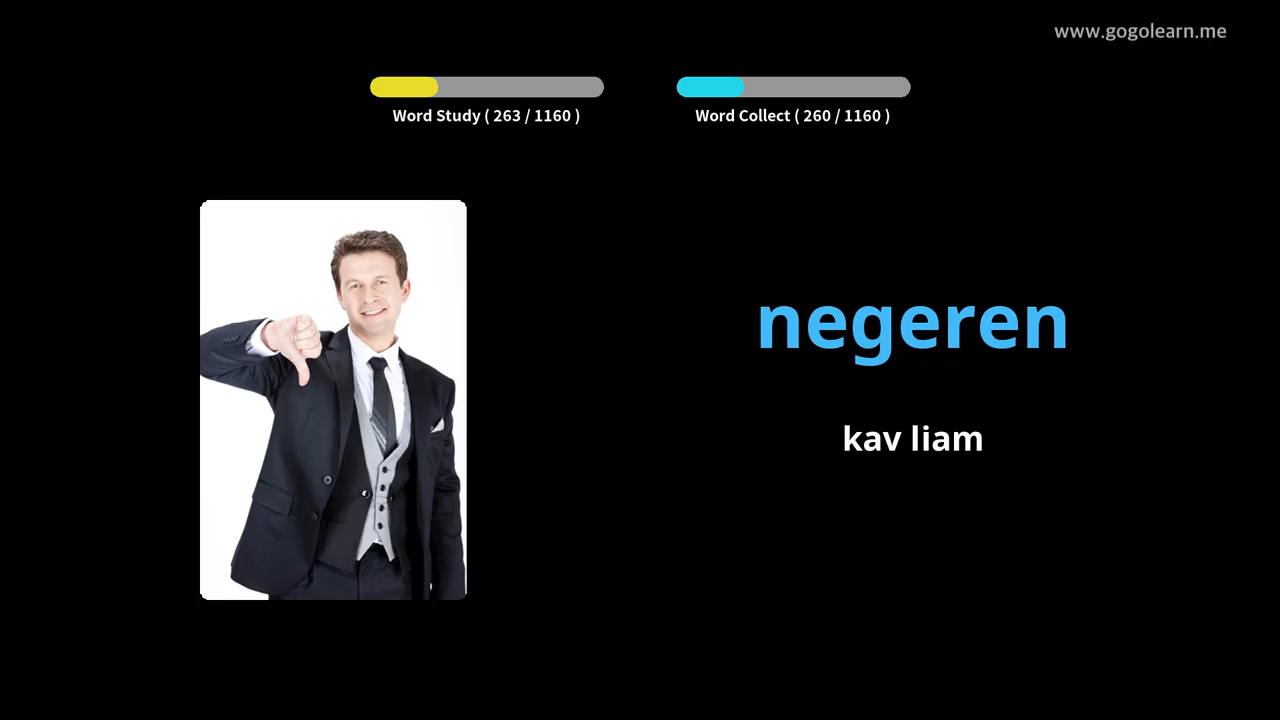 www.gogolearn.me
Word Study ( 263 / 1160 )
Word Collect ( 260 / 1160 )
negeren
kav liam